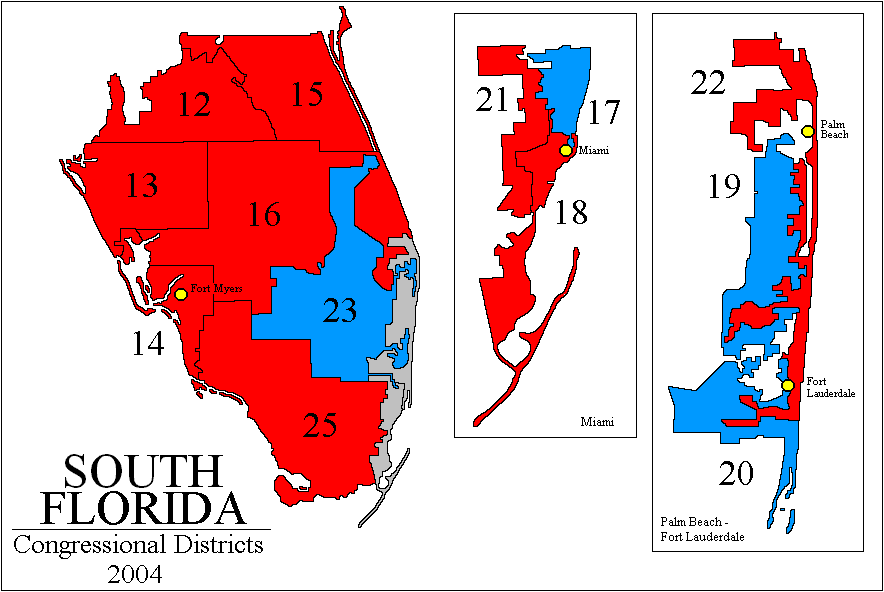 12
15
13
16
Fort Myers
14
23
25
SOUTH
FLORIDA
Congressional Districts
2004
21
17
Miami
18
Miami
22
Palm
Beach
19
Fort
Lauderdale
20
Palm Beach -
Fort Lauderdale